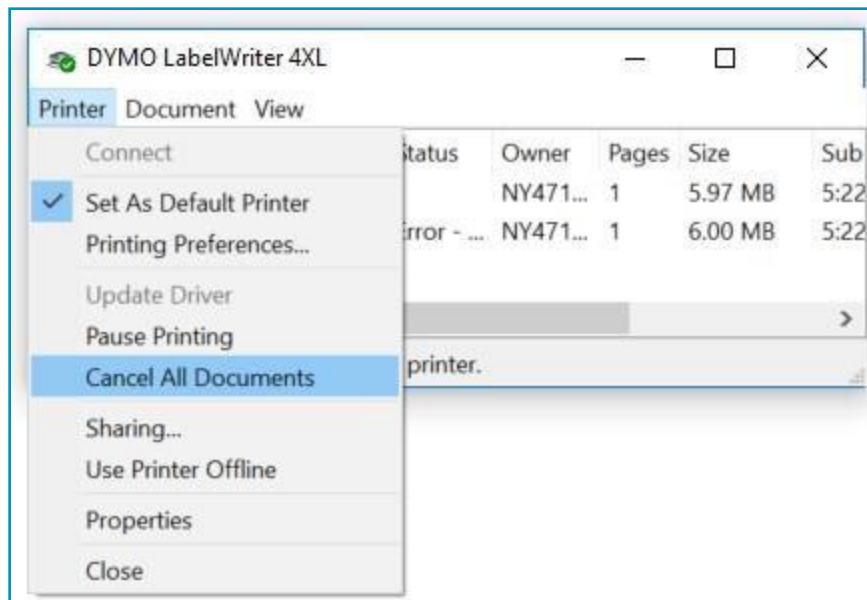 DYMO LabelWriter 4XL
Printer Document View
Connect
Status Owner Pages Size Sub
Set As Default Printer
NY471... 1 5.97 MB 5:22
Printing Preferences...
Error - ... NY471... 1 6.00 MB 5:22
Update Driver
Pause Printing
Cancel All Documents
printer.
Sharing...
Use Printer Offline
Properties
Close